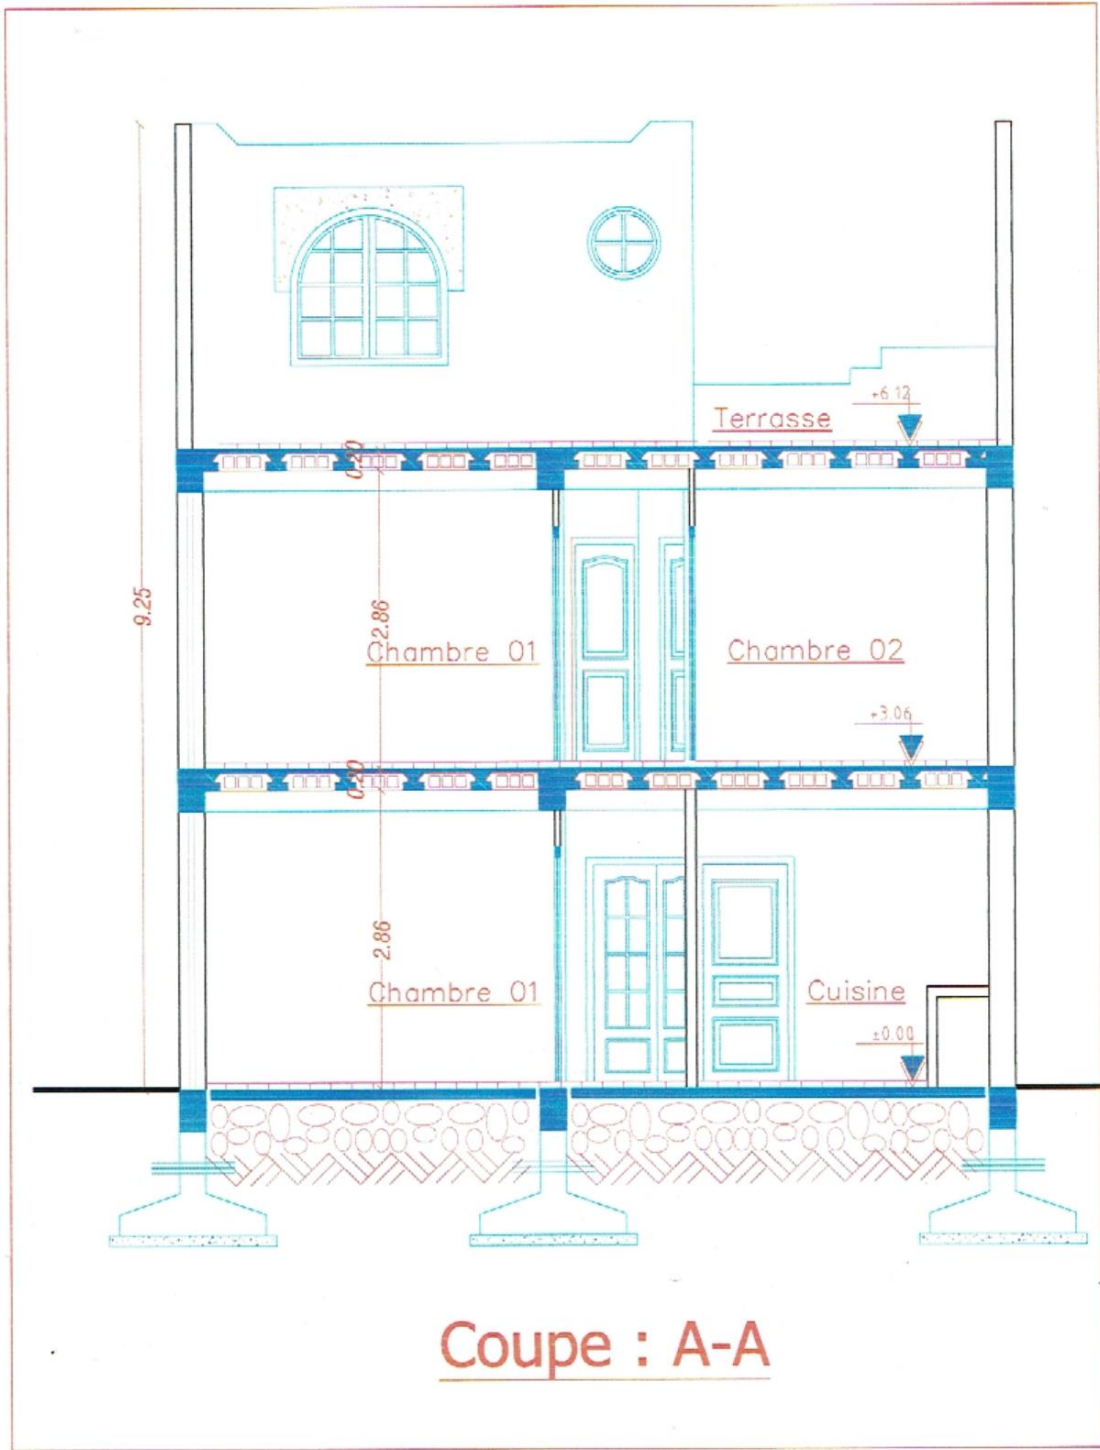 +6.12
Terrasse
0.20
9.25
2.86
Chambre 01
Chambre 02
+3.06
0.20
2.86
Chambre 01
Cuisine
±0.00
Coupe : A-A